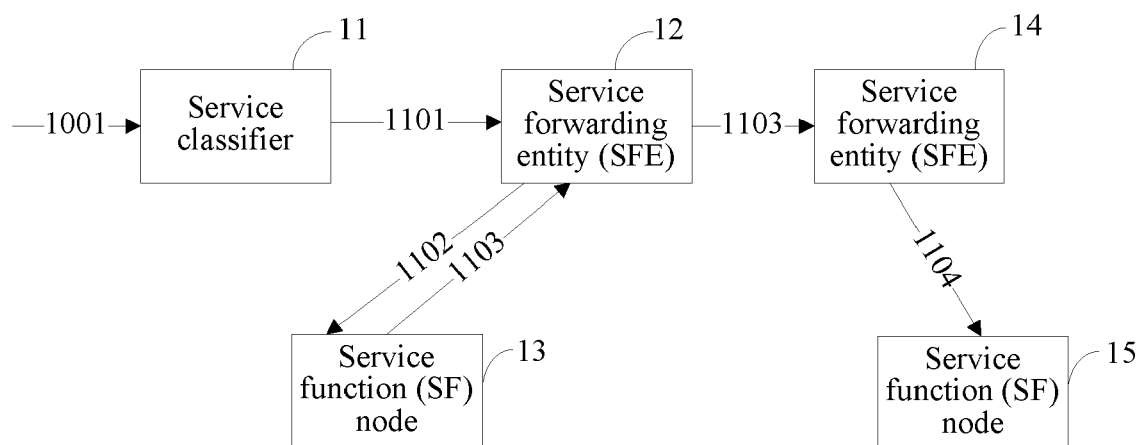 11
12
14
1001
Service
classifier
1101
Service
forwarding
entity (SFE)
1103
Service
forwarding
entity (SFE)
1102
1103
1104
Service
function (SF)
node
13
Service
function (SF)
node
15